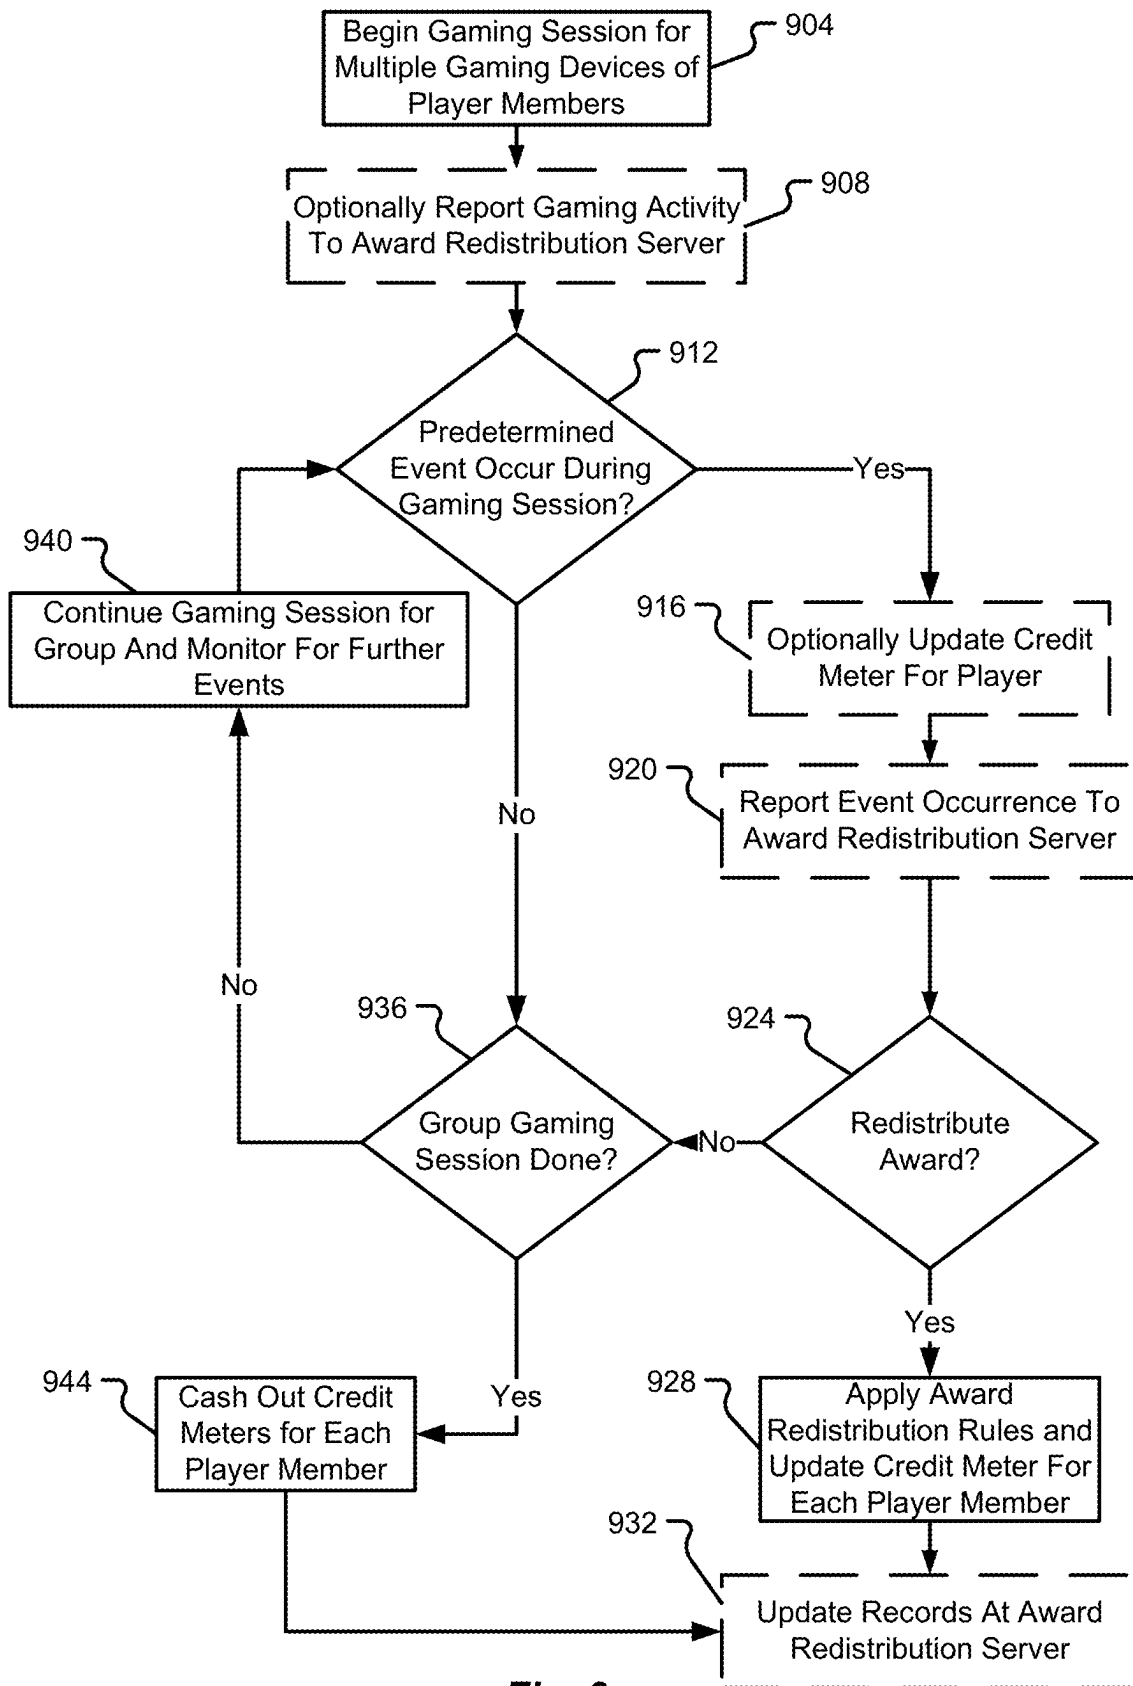 Begin Gaming Session for
Multiple Gaming Devices of
Player Members
904
Optionally Report Gaming Activity
To Award Redistribution Server
908
Predetermined
Event Occur During
Gaming Session?
912
Yes
940
Continue Gaming Session for
Group And Monitor For Further
Events
916
Optionally Update Credit
Meter For Player
920
Report Event Occurrence To
Award Redistribution Server
No
No
936
Group Gaming
Session Done?
No
924
Redistribute
Award?
Yes
Yes
944
Cash Out Credit
Meters for Each
Player Member
928
Apply Award
Redistribution Rules and
Update Credit Meter For
Each Player Member
932
Update Records At Award
Redistribution Server